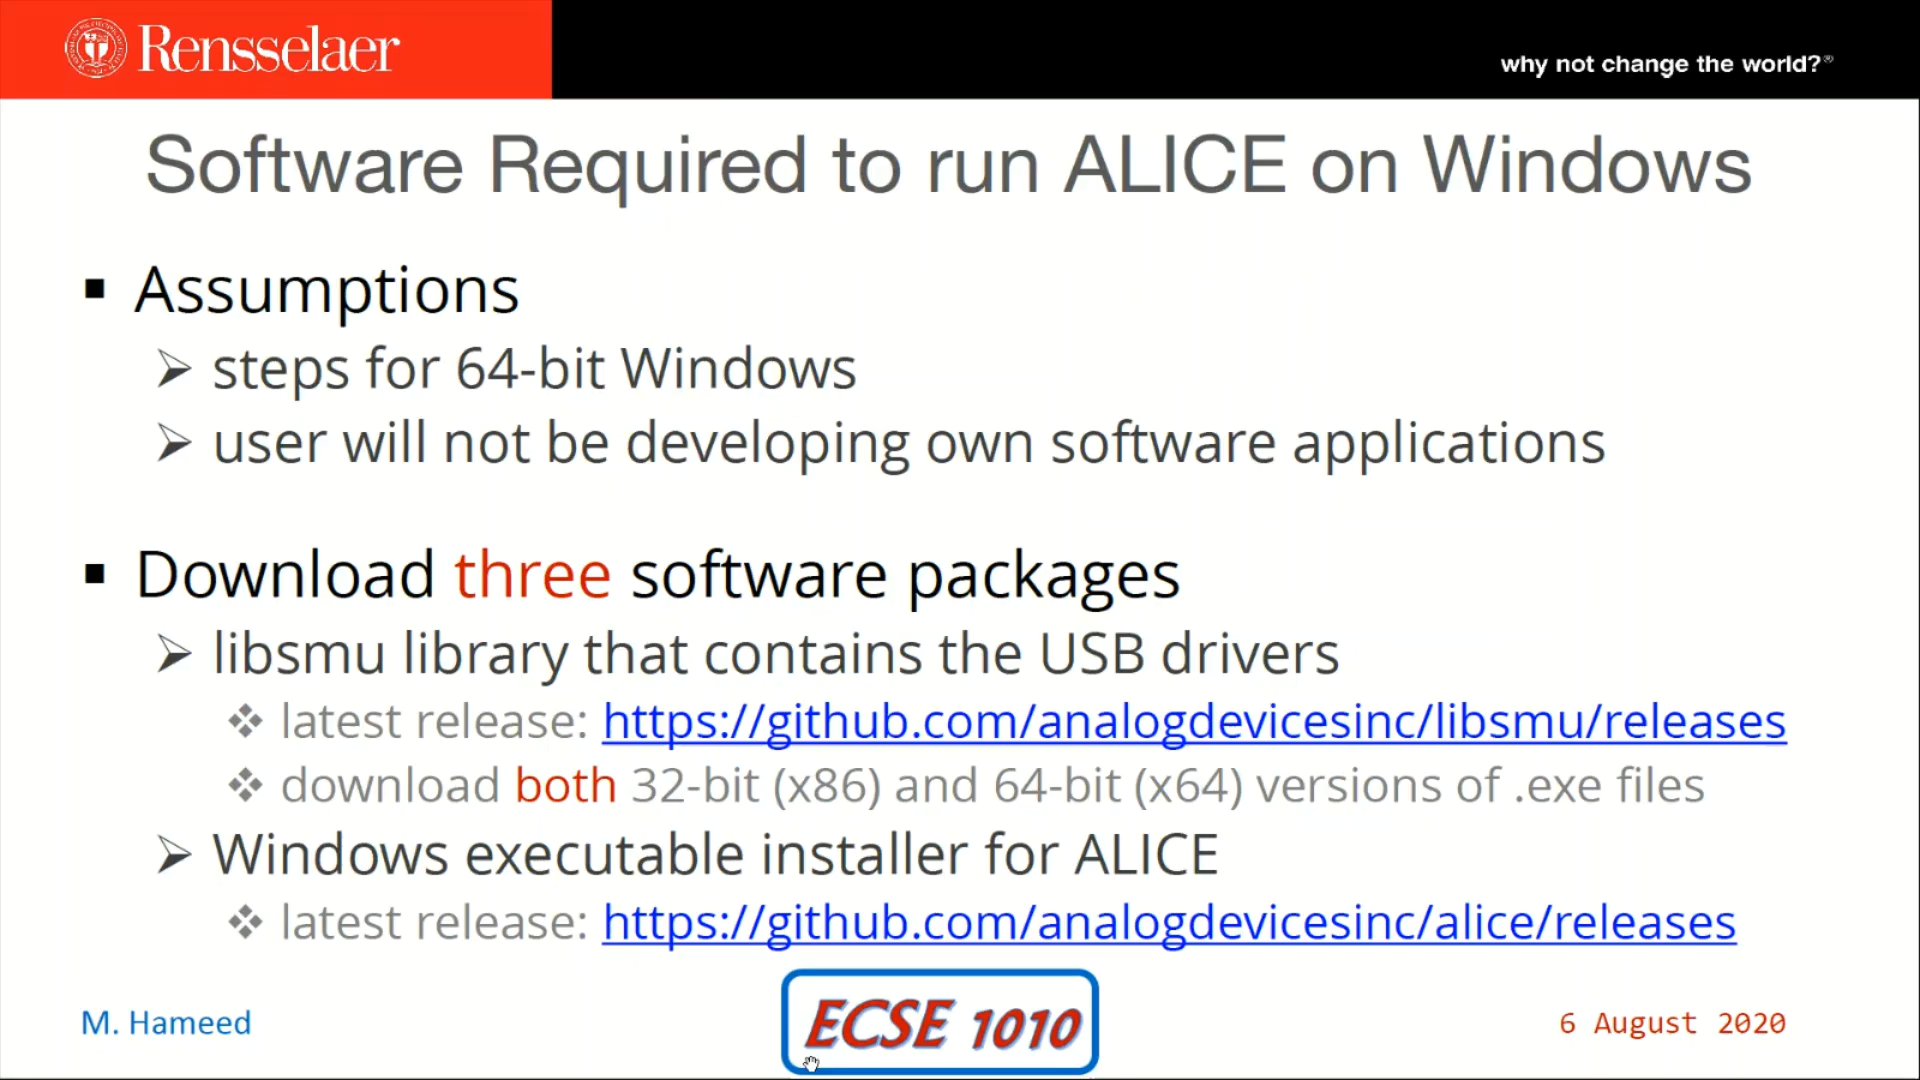 Rensselaer
why not change the world?®
Software Required to run ALICE on Windows
▪ Assumptions
➢ steps for 64-bit Windows
➢ user will not be developing own software applications
▪ Download three software packages
➢ libsmu library that contains the USB drivers
❖ latest release: https://github.com/analogdevicesinc/libsmu/releases
❖ download both 32-bit (x86) and 64-bit (x64) versions of .exe files
➢ Windows executable installer for ALICE
❖ latest release: https://github.com/analogdevicesinc/alice/releases
M. Hameed
ECSE 1010
6 August 2020